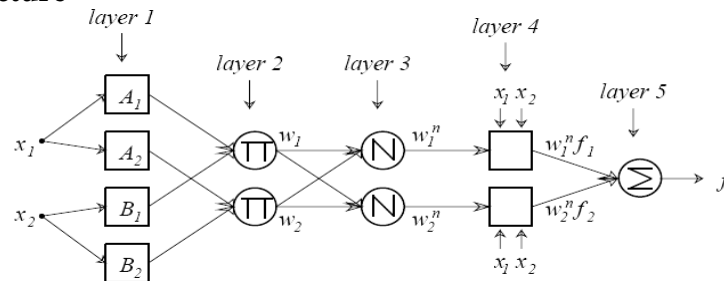 layer 1
layer 2
layer 3
layer 4
layer 5
x₁
x₂
A₁
A₂
B₁
B₂
Π
Π
w₁
w₂
N
N
w₁ⁿ
w₂ⁿ
x₁ x₂
x₁ x₂
w₁ⁿf₁
w₂ⁿf₂
Σ